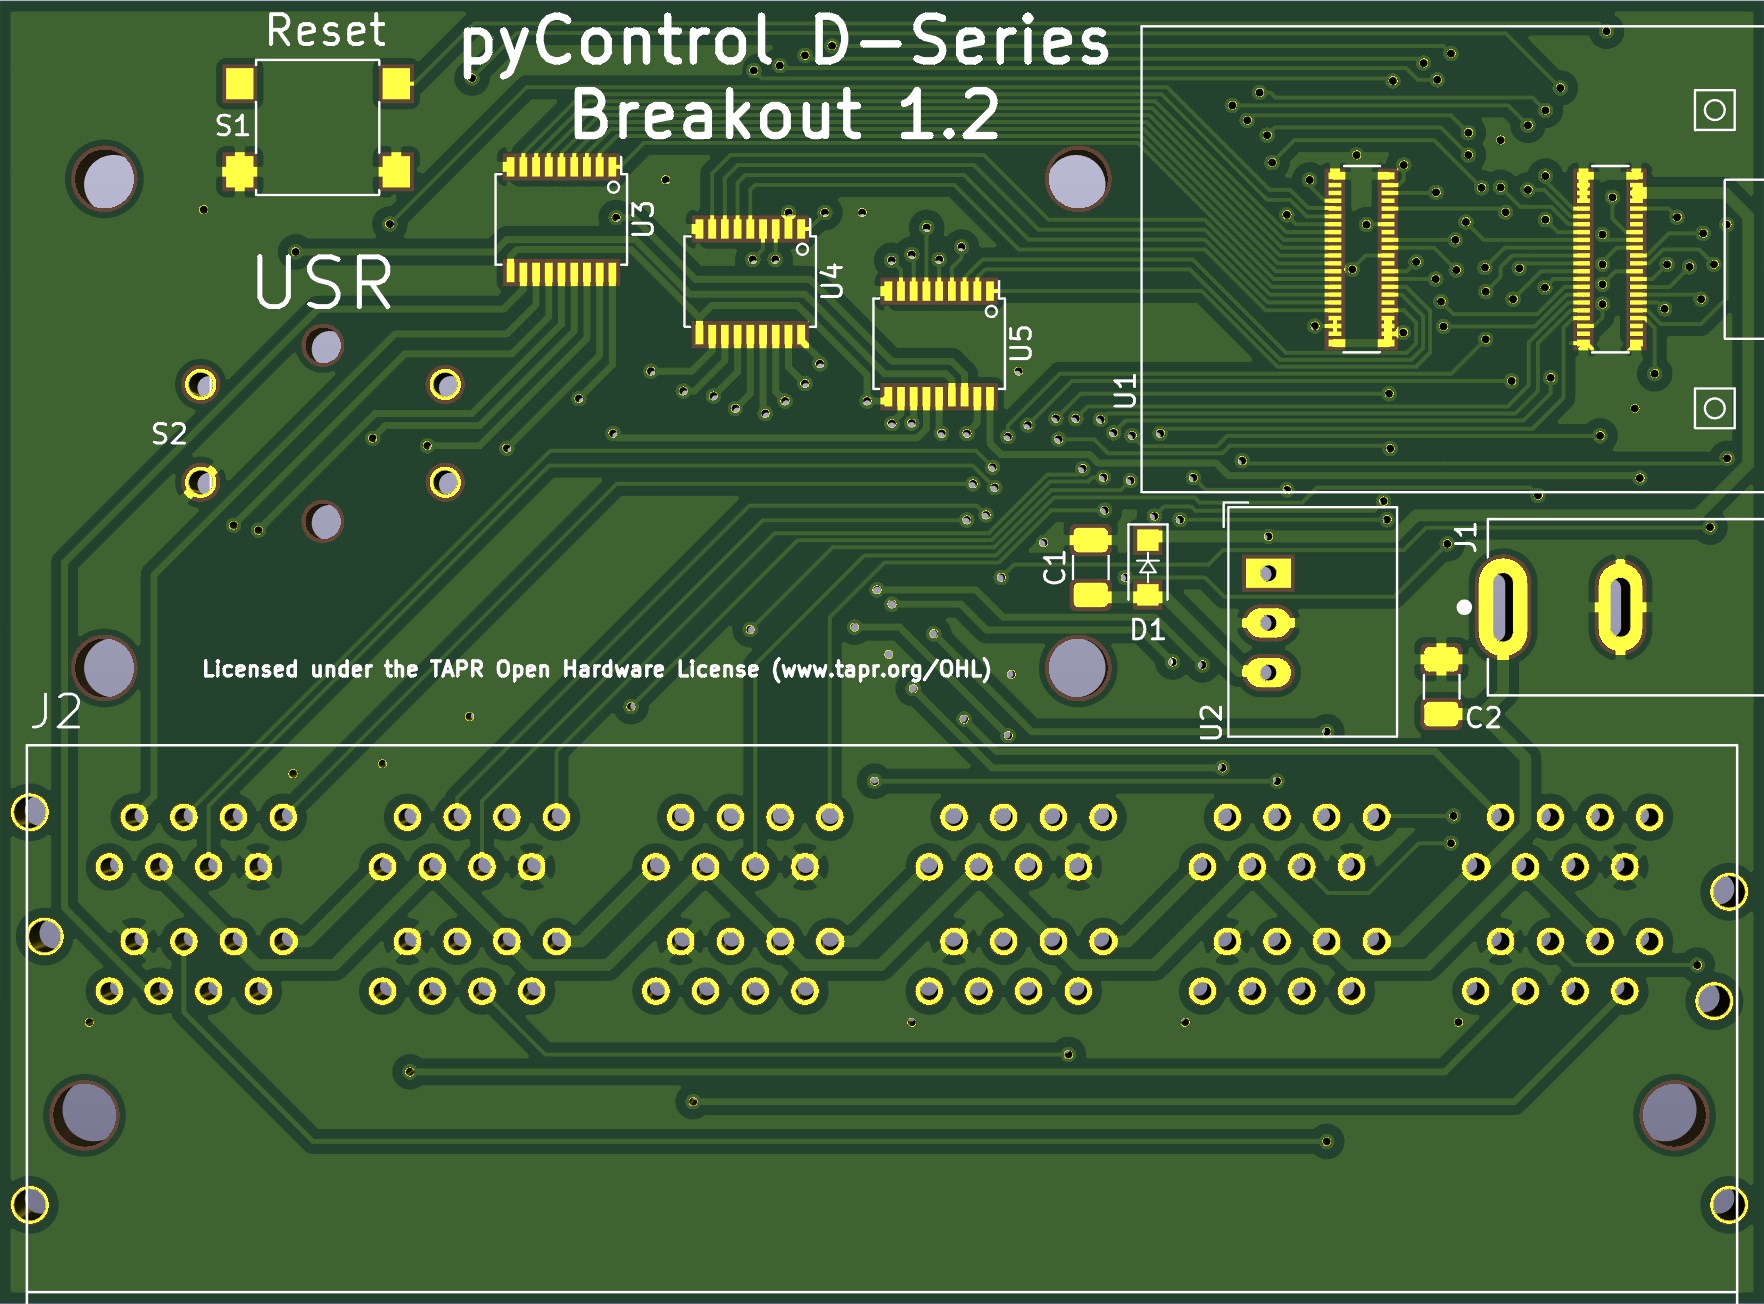 Reset
pyControl D-Series
Breakout 1.2
S1
U3
USR
U4
U5
U1
S2
J1
C1
D1
Licensed under the TAPR Open Hardware License (www.tapr.org/OHL)
J2
U2
C2